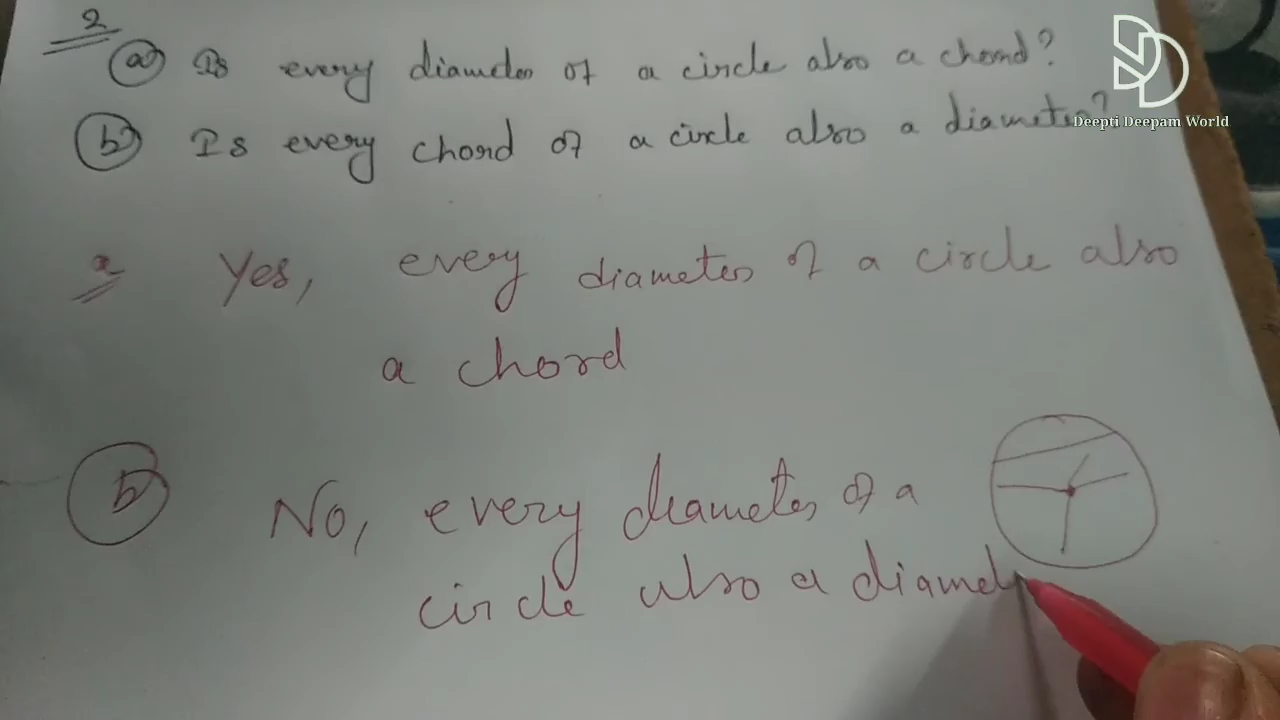 2
(a) Is every diameter of a circle also a chord?
(b) Is every chord of a circle also a diameter?
Deepti Deepam World
a Yes, every diameter of a circle also
a chord
(b) No, every diameter of a
circle also a diamet